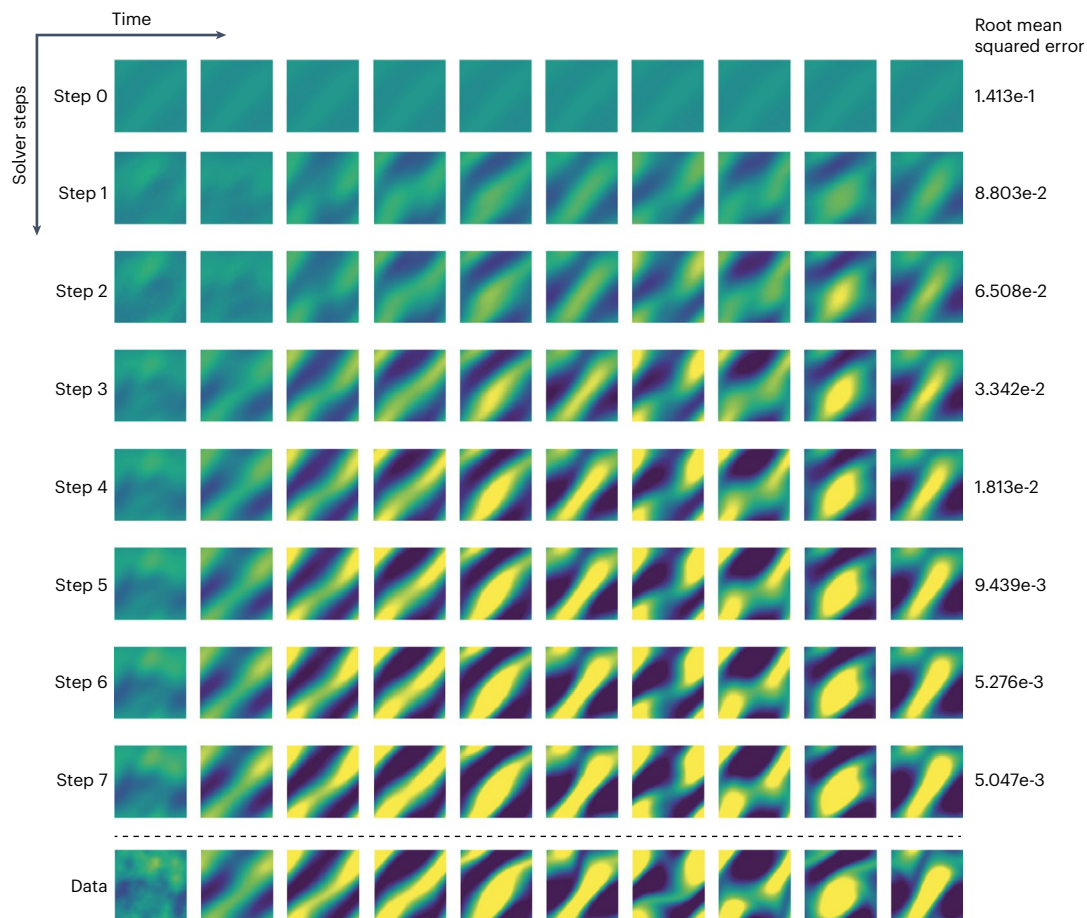 Time
Root mean
squared error
Solver steps
Step 0
1.413e-1
Step 1
8.803e-2
Step 2
6.508e-2
Step 3
3.342e-2
Step 4
1.813e-2
Step 5
9.439e-3
Step 6
5.276e-3
Step 7
5.047e-3
Data